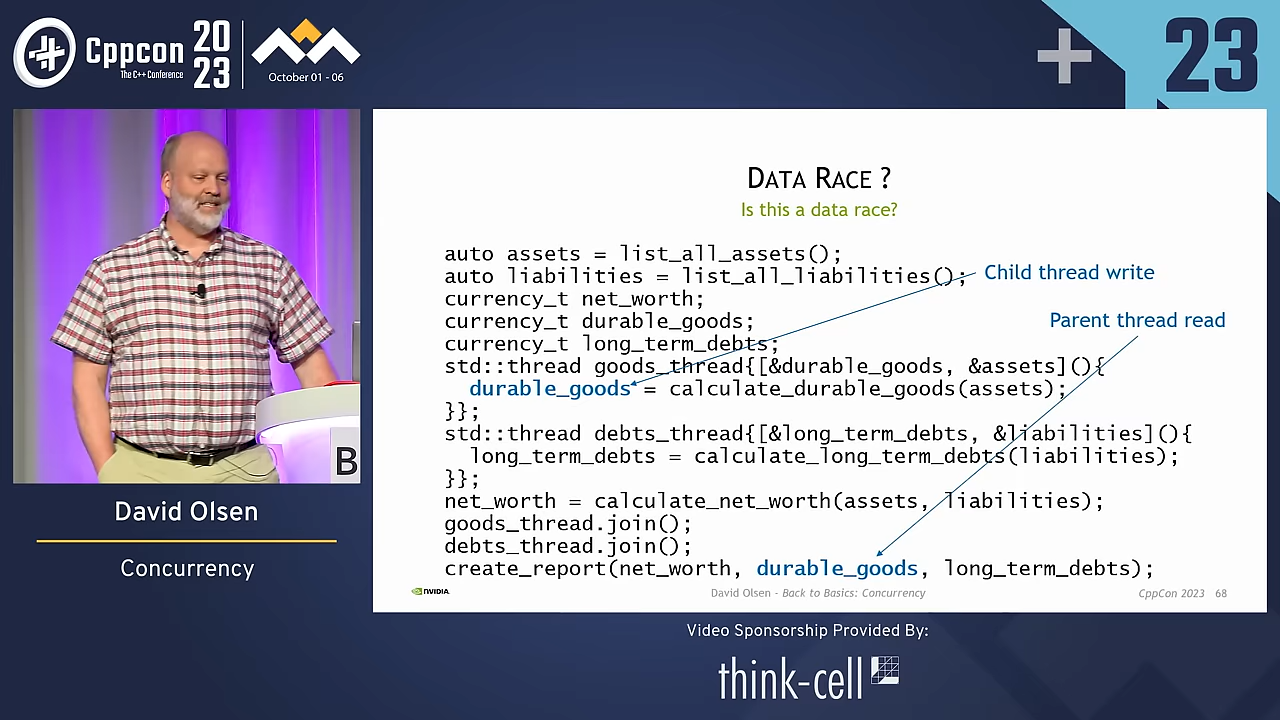 Cppcon
The C++ Conference
20
23
October 01 - 06
23
DATA RACE ?
Is this a data race?
auto assets = list_all_assets();
auto liabilities = list_all_liabilities();
Child thread write
currency_t net_worth;
currency_t durable_goods;
Parent thread read
currency_t long_term_debts;
std::thread goods_thread{[&durable_goods, &assets](){
durable_goods = calculate_durable_goods(assets);
}};
std::thread debts_thread{[&long_term_debts, &liabilities](){
long_term_debts = calculate_long_term_debts(liabilities);
}};
net_worth = calculate_net_worth(assets, liabilities);
goods_thread.join();
debts_thread.join();
create_report(net_worth, durable_goods, long_term_debts);
NVIDIA
David Olsen - Back to Basics: Concurrency
CppCon 2023 68
B
David Olsen
Concurrency
Video Sponsorship Provided By:
think-cell